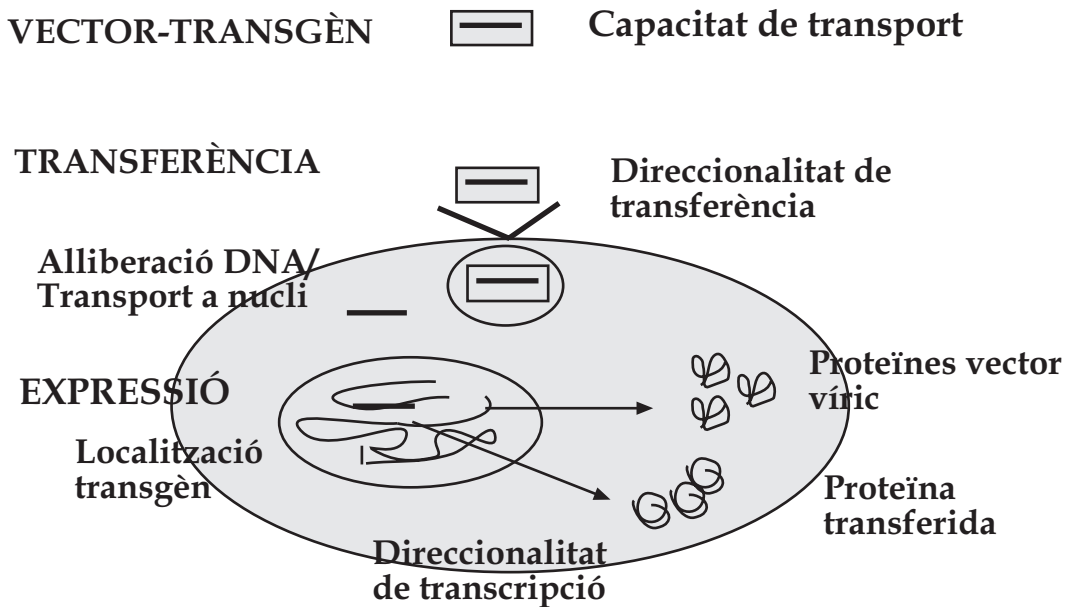 VECTOR-TRANSGÈN
Capacitat de transport
TRANSFERÈNCIA
Direccionalitat de
transferència
Alliberació DNA/
Transport a nucli
EXPRESSIÓ
Proteïnes vector
víric
Localització
transgèn
Proteïna
transferida
Direccionalitat
de transcripció